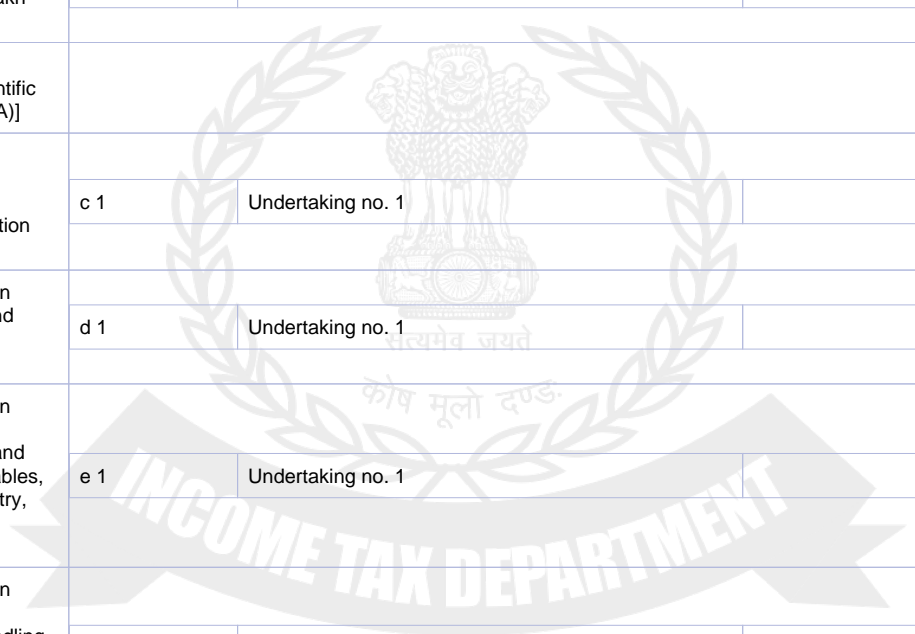 ntific
A)]
c 1 Undertaking no. 1
tion
n
nd
d 1 Undertaking no. 1
सत्यमेव जयते
कोष मूलो दण्डः
n
and
e 1 Undertaking no. 1
ables,
try,
INCOME TAX DEPARTMENT
n